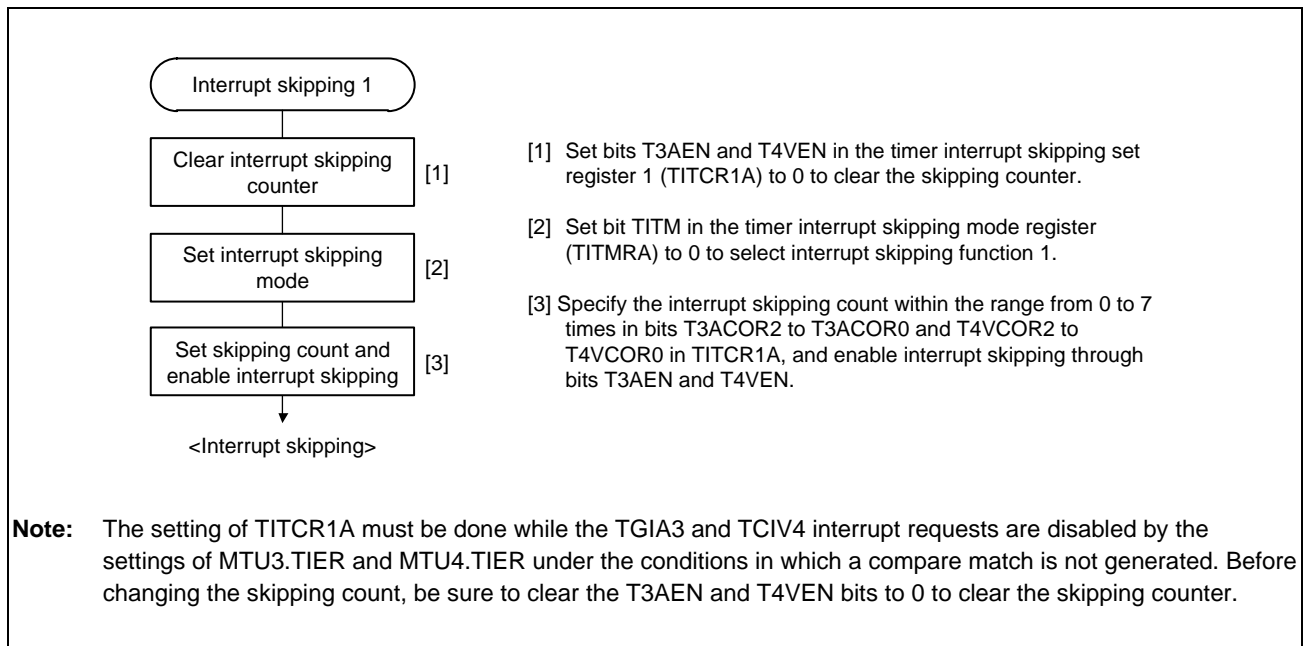 Interrupt skipping 1
Clear interrupt skipping
counter
[1]
Set interrupt skipping
mode
[2]
Set skipping count and
enable interrupt skipping
[3]
<Interrupt skipping>
[1] Set bits T3AEN and T4VEN in the timer interrupt skipping set
register 1 (TITCR1A) to 0 to clear the skipping counter.
[2] Set bit TITM in the timer interrupt skipping mode register
(TITMRA) to 0 to select interrupt skipping function 1.
[3] Specify the interrupt skipping count within the range from 0 to 7
times in bits T3ACOR2 to T3ACOR0 and T4VCOR2 to
T4VCOR0 in TITCR1A, and enable interrupt skipping through
bits T3AEN and T4VEN.
Note: The setting of TITCR1A must be done while the TGIA3 and TCIV4 interrupt requests are disabled by the
settings of MTU3.TIER and MTU4.TIER under the conditions in which a compare match is not generated. Before
changing the skipping count, be sure to clear the T3AEN and T4VEN bits to 0 to clear the skipping counter.